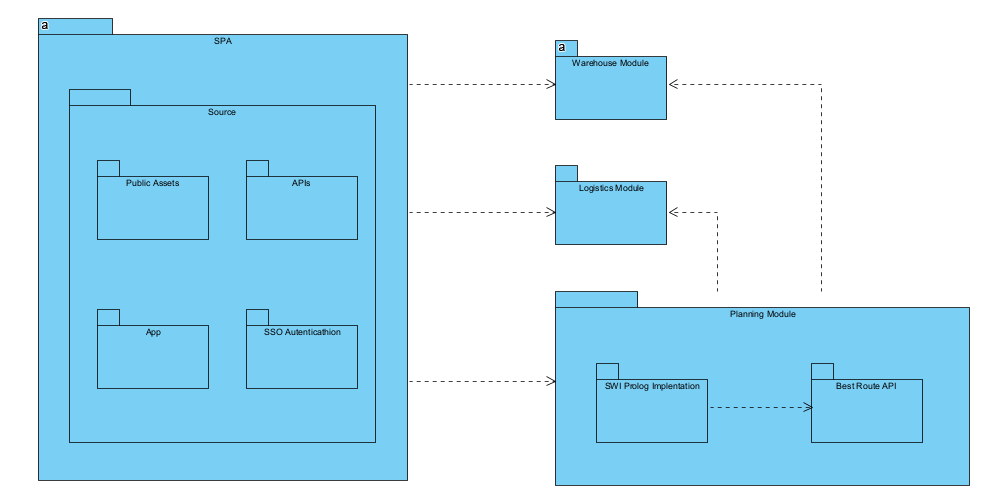 a
SPA
Source
Public Assets
APIs
App
SSO Autenticathion
a
Warehouse Module
Logistics Module
Planning Module
SWI Prolog Implentation
Best Route API